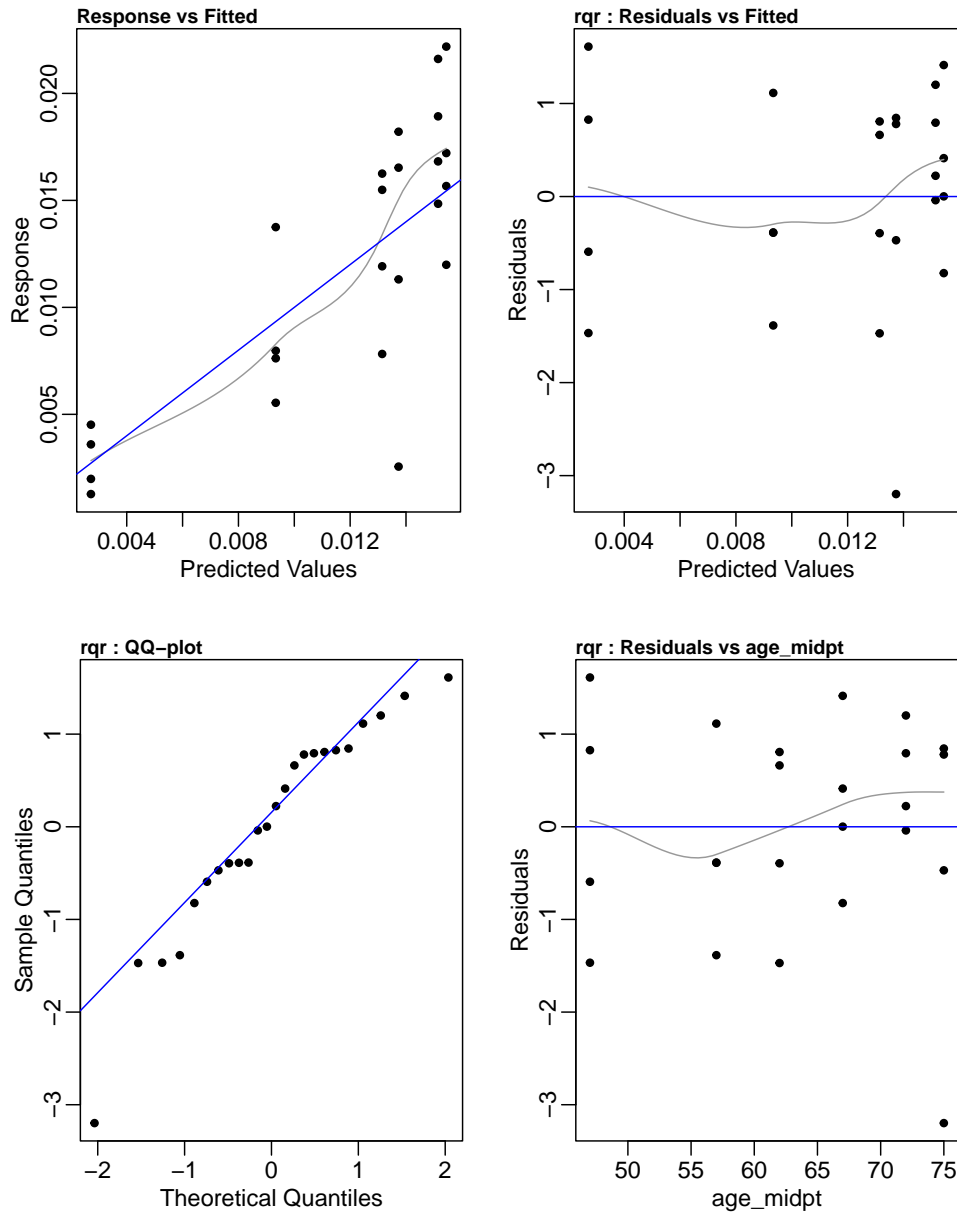 Response vs Fitted
0.020
0.015
0.010
0.005
Response
0.004 0.008 0.012
Predicted Values
rqr : Residuals vs Fitted
1
0
−1
−2
−3
Residuals
0.004 0.008 0.012
Predicted Values
rqr : QQ−plot
1
0
−1
−2
−3
Sample Quantiles
−2 −1 0 1 2
Theoretical Quantiles
rqr : Residuals vs age_midpt
1
0
−1
−2
−3
Residuals
50 55 60 65 70 75
age_midpt